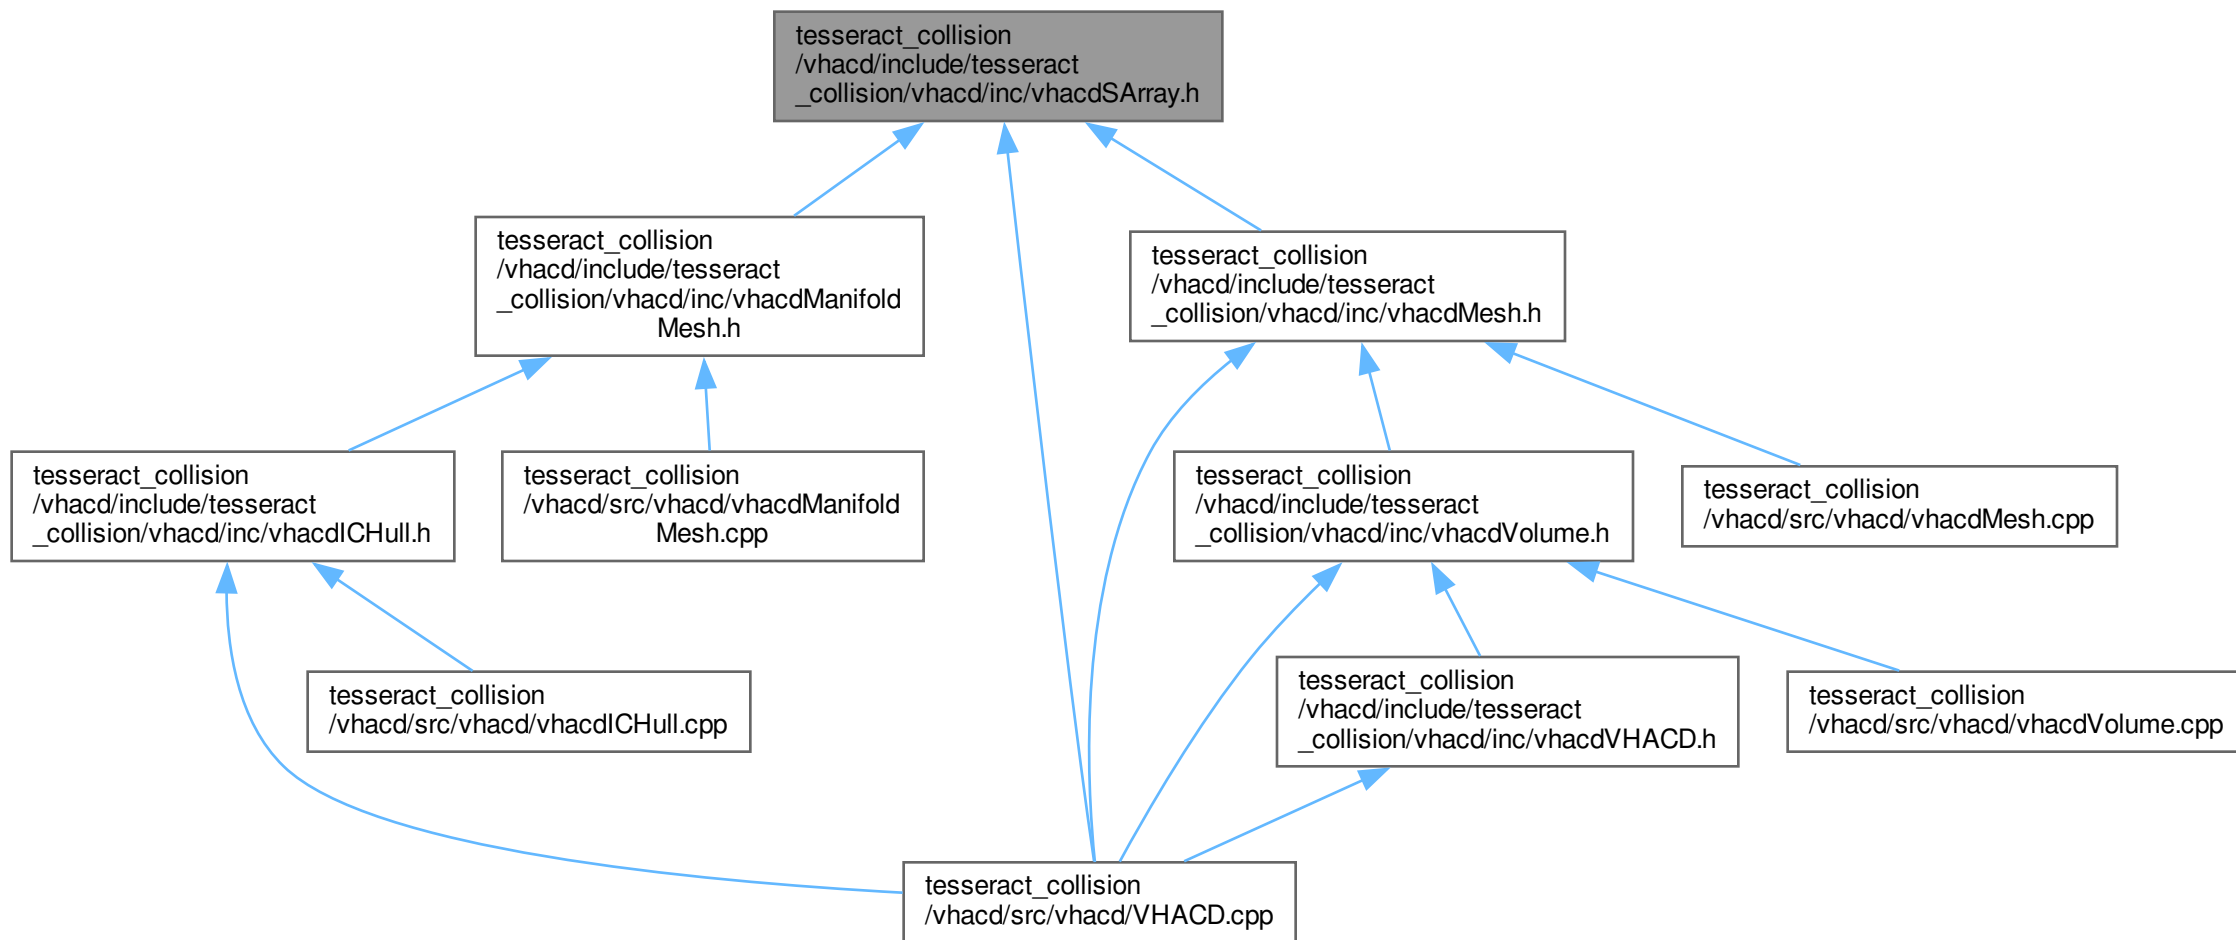 tesseract_collision
/vhacd/include/tesseract
_collision/vhacd/inc/vhacdSArray.h
tesseract_collision
/vhacd/include/tesseract
_collision/vhacd/inc/vhacdManifold
Mesh.h
tesseract_collision
/vhacd/include/tesseract
_collision/vhacd/inc/vhacdMesh.h
tesseract_collision
/vhacd/include/tesseract
_collision/vhacd/inc/vhacdICHull.h
tesseract_collision
/vhacd/src/vhacd/vhacdManifold
Mesh.cpp
tesseract_collision
/vhacd/include/tesseract
_collision/vhacd/inc/vhacdVolume.h
tesseract_collision
/vhacd/src/vhacd/vhacdMesh.cpp
tesseract_collision
/vhacd/src/vhacd/vhacdICHull.cpp
tesseract_collision
/vhacd/include/tesseract
_collision/vhacd/inc/vhacdVHACD.h
tesseract_collision
/vhacd/src/vhacd/vhacdVolume.cpp
tesseract_collision
/vhacd/src/vhacd/VHACD.cpp